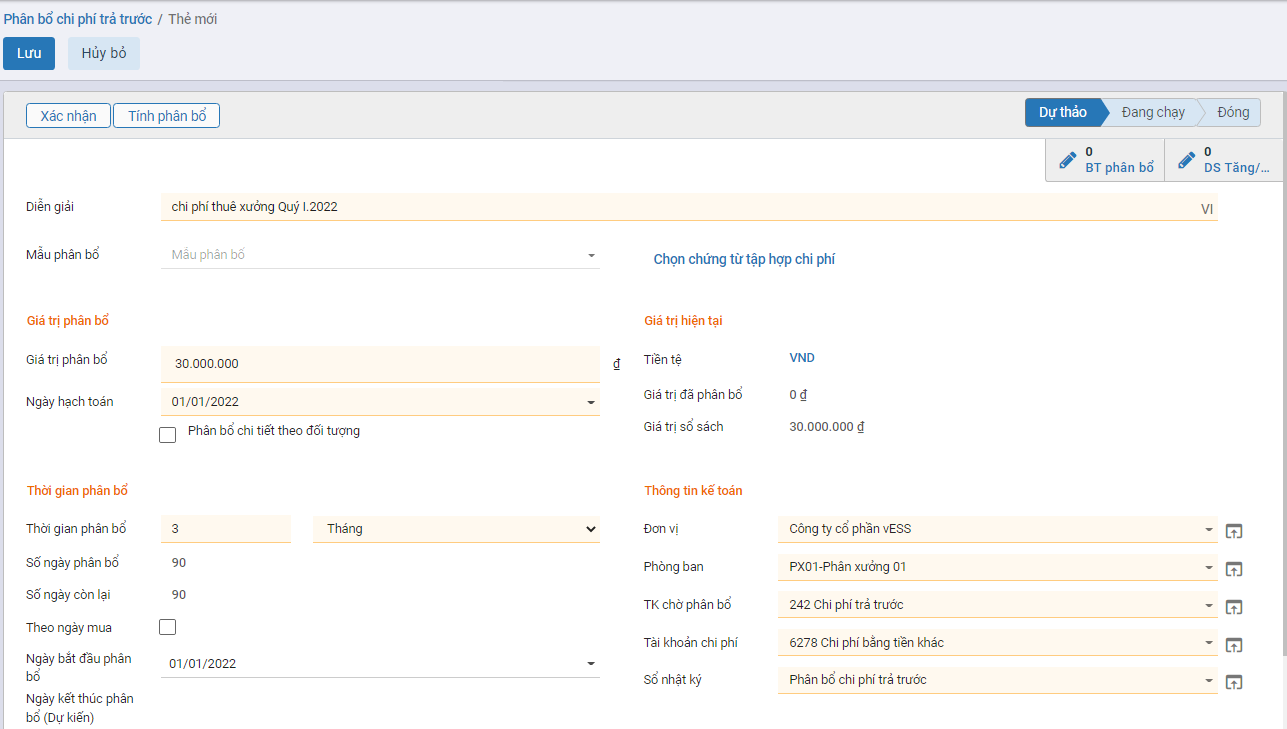 Phân bổ chi phí trả trước / Thẻ mới
Lưu Hủy bỏ
Xác nhận Tính phân bổ Dự thảo Đang chạy Đóng
0 BT phân bổ 0 DS Tăng/...
Diễn giải chi phí thuê xưởng Quý I.2022 VI
Mẫu phân bổ Mẫu phân bổ Chọn chứng từ tập hợp chi phí
Giá trị phân bổ Giá trị hiện tại
Giá trị phân bổ 30.000.000 ₫ Tiền tệ VND
Giá trị đã phân bổ 0 ₫
Ngày hạch toán 01/01/2022
Giá trị sổ sách 30.000.000 ₫
Phân bổ chi tiết theo đối tượng
Thời gian phân bổ Thông tin kế toán
Thời gian phân bổ 3 Tháng Đơn vị Công ty cổ phần vESS
Số ngày phân bổ 90 Phòng ban PX01-Phân xưởng 01
Số ngày còn lại 90 TK chờ phân bổ 242 Chi phí trả trước
Theo ngày mua Tài khoản chi phí 6278 Chi phí bằng tiền khác
Ngày bắt đầu phân bổ 01/01/2022 Sổ nhật ký Phân bổ chi phí trả trước
Ngày kết thúc phân bổ (Dự kiến)